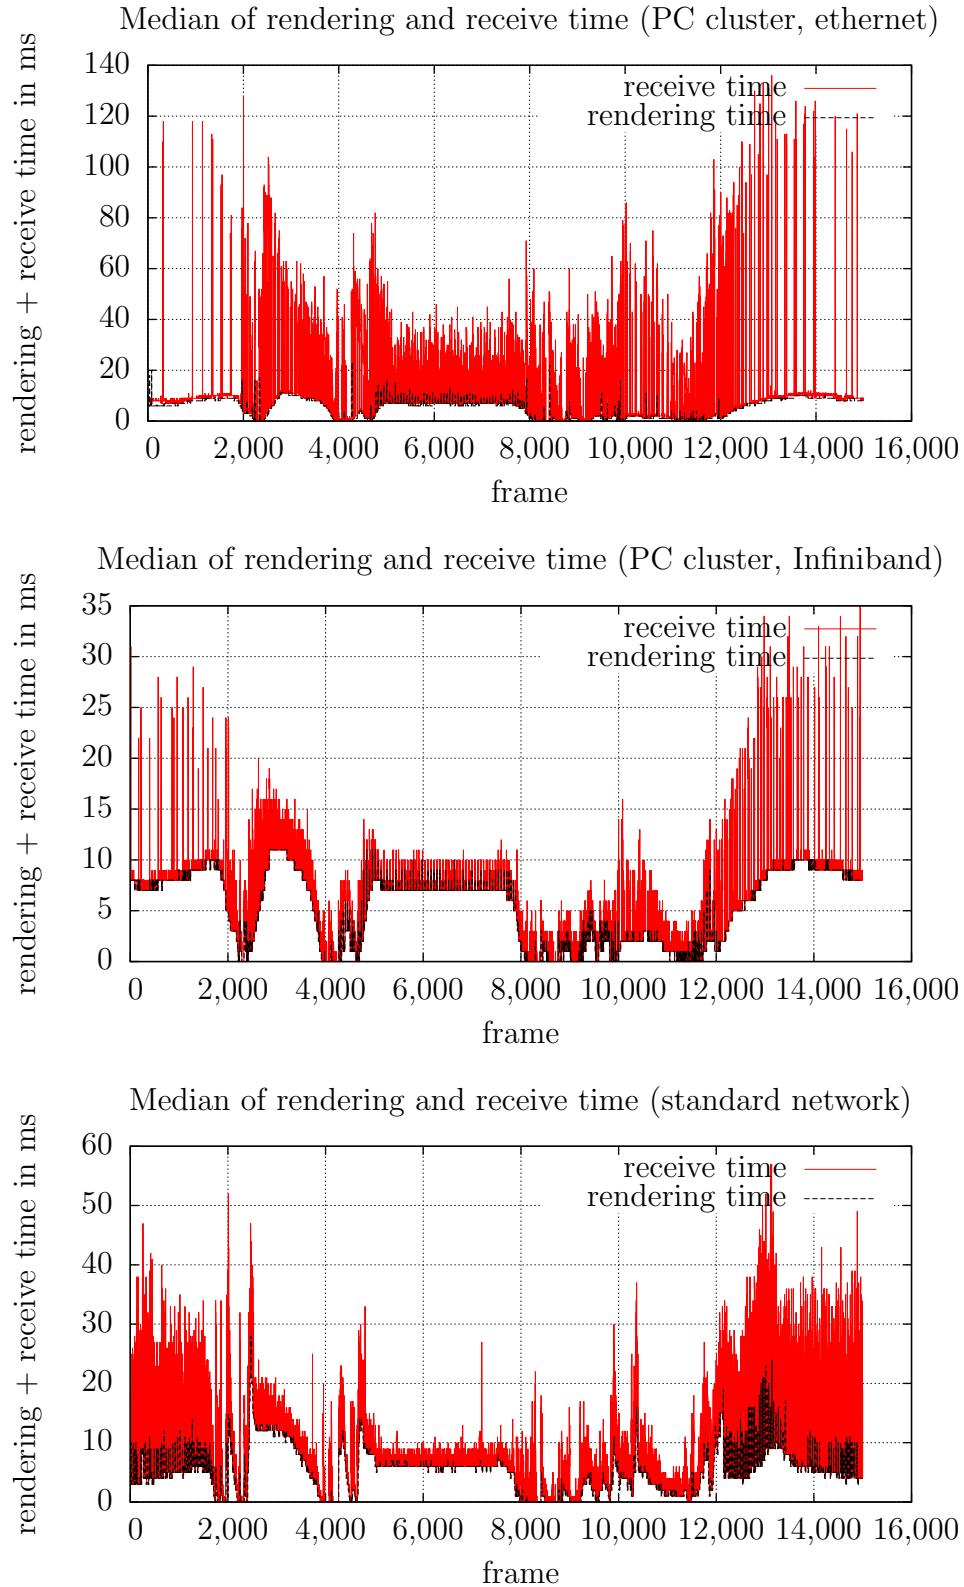 Median of rendering and receive time (PC cluster, ethernet)
rendering + receive time in ms
140
120
100
80
60
40
20
0
receive time
rendering time
0 2,000 4,000 6,000 8,000 10,000 12,000 14,000 16,000
frame
Median of rendering and receive time (PC cluster, Infiniband)
rendering + receive time in ms
35
30
25
20
15
10
5
0
receive time
rendering time
0 2,000 4,000 6,000 8,000 10,000 12,000 14,000 16,000
frame
Median of rendering and receive time (standard network)
rendering + receive time in ms
60
50
40
30
20
10
0
receive time
rendering time
0 2,000 4,000 6,000 8,000 10,000 12,000 14,000 16,000
frame